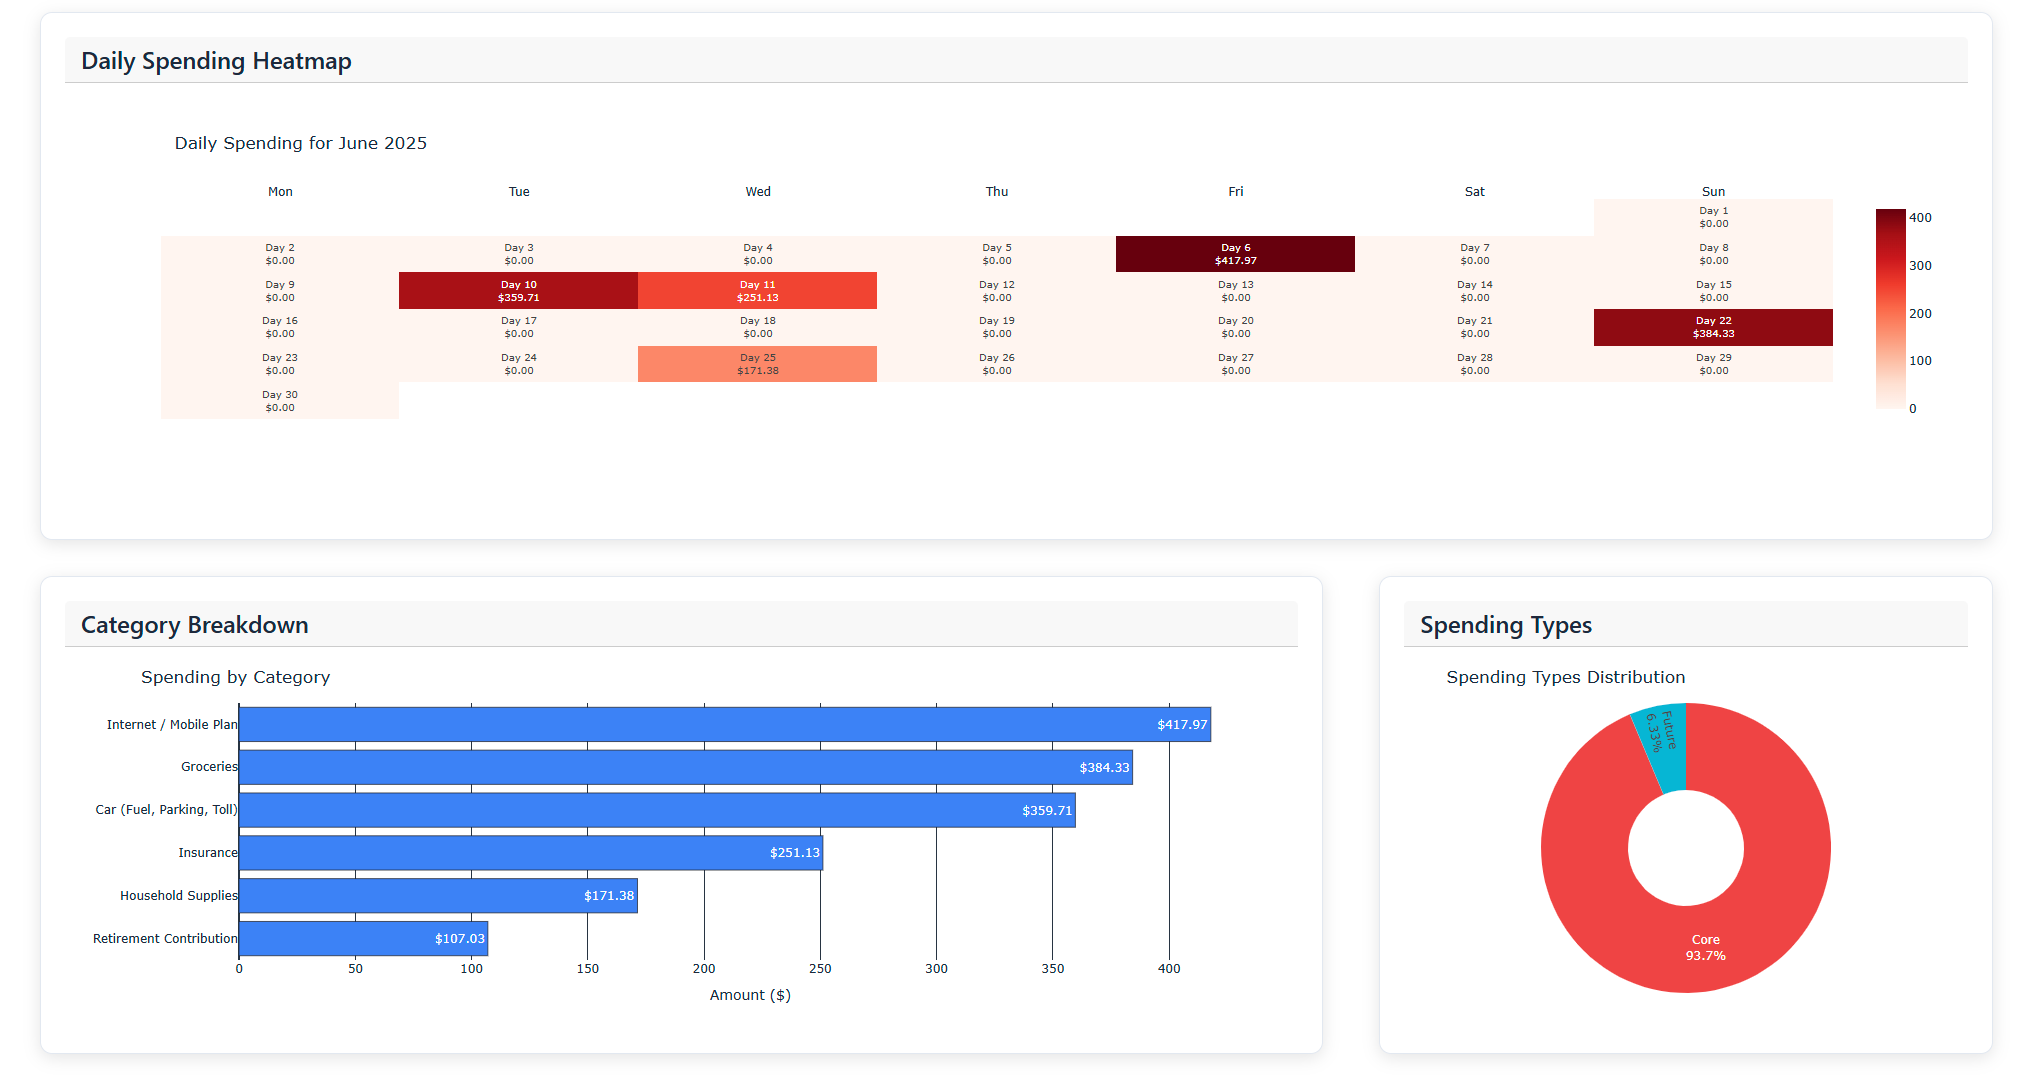 Daily Spending Heatmap
Daily Spending for June 2025
Mon Tue Wed Thu Fri Sat Sun
Day 1
$0.00
Day 2 Day 3 Day 4 Day 5 Day 6 Day 7 Day 8
$0.00 $0.00 $0.00 $0.00 $417.97 $0.00 $0.00
Day 9 Day 10 Day 11 Day 12 Day 13 Day 14 Day 15
$0.00 $359.71 $251.13 $0.00 $0.00 $0.00 $0.00
Day 16 Day 17 Day 18 Day 19 Day 20 Day 21 Day 22
$0.00 $0.00 $0.00 $0.00 $0.00 $0.00 $384.33
Day 23 Day 24 Day 25 Day 26 Day 27 Day 28 Day 29
$0.00 $0.00 $171.38 $0.00 $0.00 $0.00 $0.00
Day 30
$0.00
400
300
200
100
0
Category Breakdown
Spending by Category
Internet / Mobile Plan $417.97
Groceries $384.33
Car (Fuel, Parking, Toll) $359.71
Insurance $251.13
Household Supplies $171.38
Retirement Contribution $107.03
0 50 100 150 200 250 300 350 400
Amount ($)
Spending Types
Spending Types Distribution
Future
6.33%
Core
93.7%